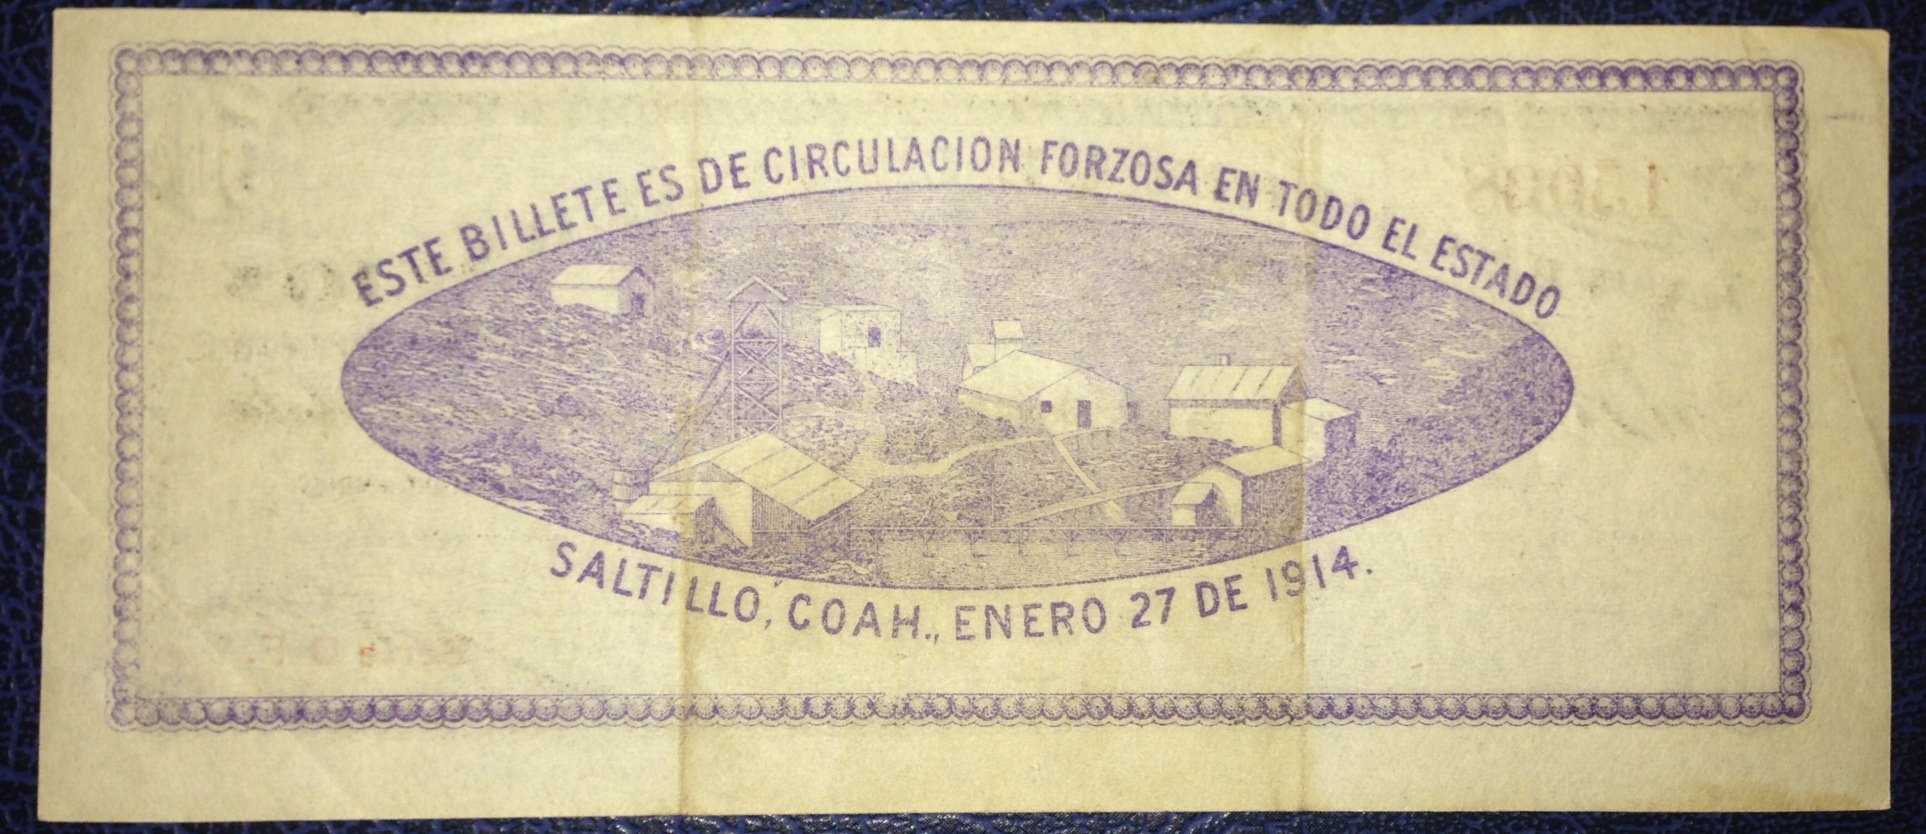 ESTE BILLETE ES DE CIRCULACION FORZOSA EN TODO EL ESTADO
SALTILLO, COAH., ENERO 27 DE 1914.